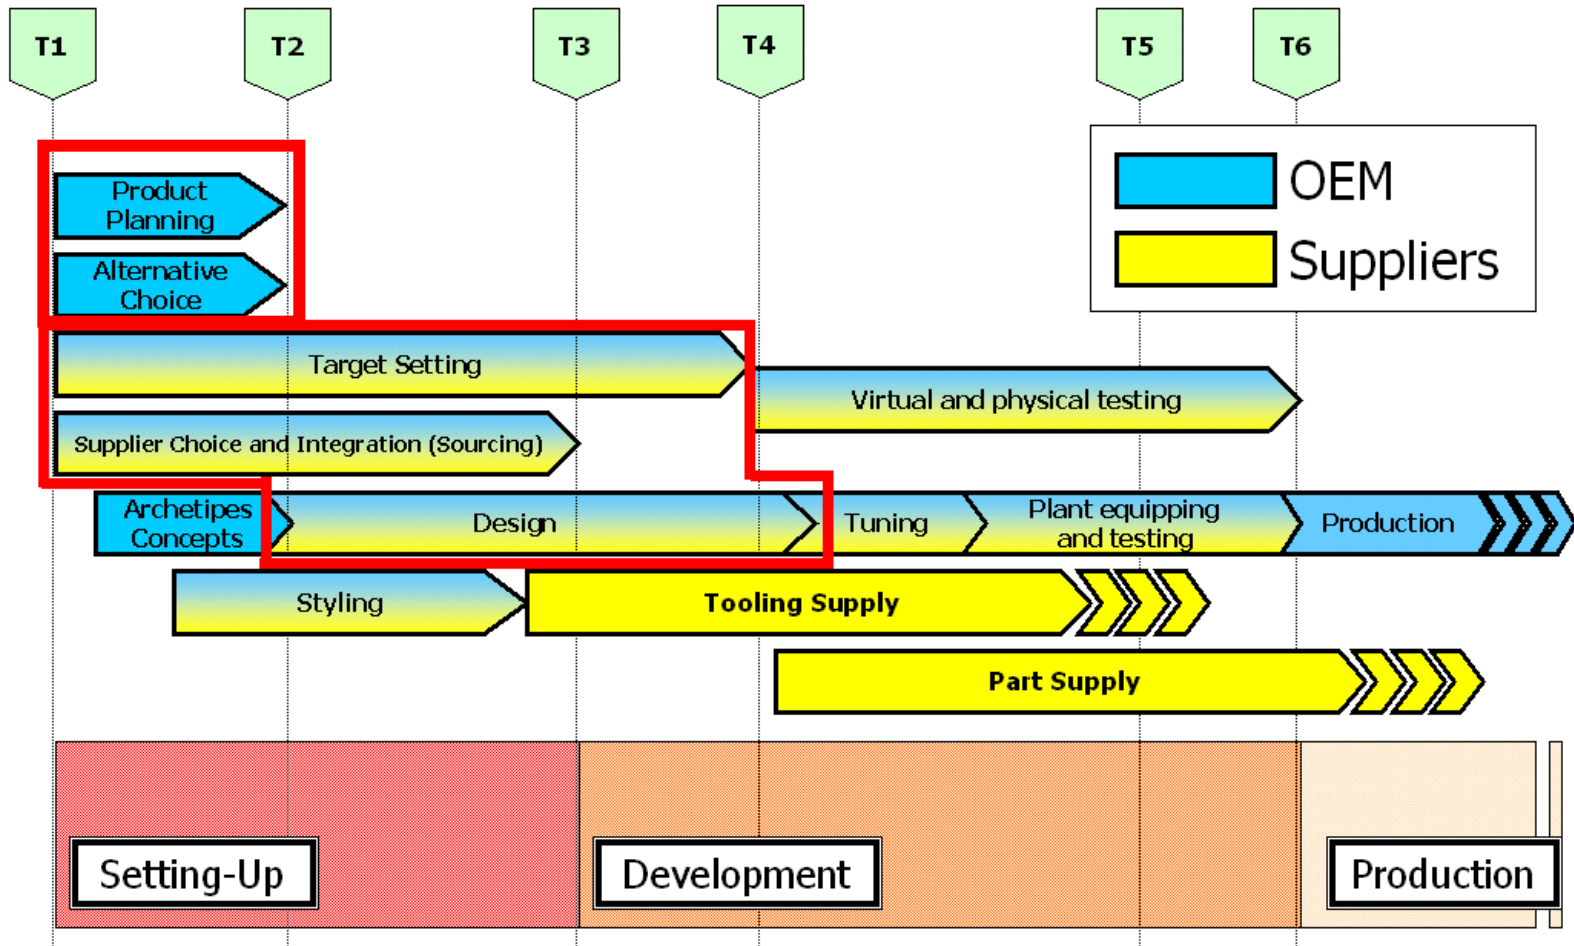 T1
T2
T3
T4
T5
T6
OEM
Suppliers
Product
Planning
Alternative
Choice
Target Setting
Virtual and physical testing
Supplier Choice and Integration (Sourcing)
Archetipes
Concepts
Design
Tuning
Plant equipping
and testing
Production
Styling
Tooling Supply
Part Supply
Setting-Up
Development
Production